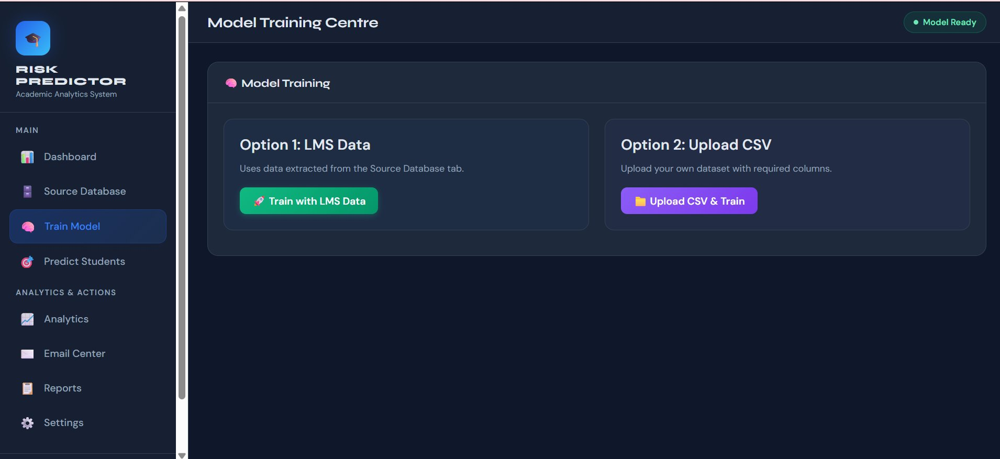 RISK
PREDICTOR
Academic Analytics System
MAIN
Dashboard
Source Database
Train Model
Predict Students
ANALYTICS & ACTIONS
Analytics
Email Center
Reports
Settings
Model Training Centre
Model Ready
Model Training
Option 1: LMS Data
Uses data extracted from the Source Database tab.
Train with LMS Data
Option 2: Upload CSV
Upload your own dataset with required columns.
Upload CSV & Train